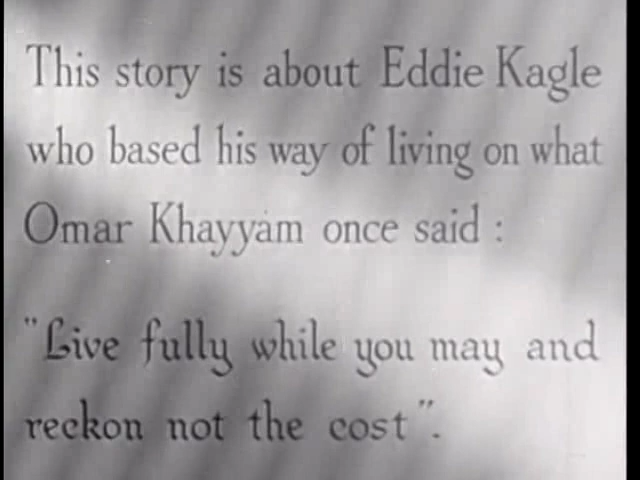 This story is about Eddie Kagle
who based his way of living on what
Omar Khayyám once said :
"Live fully while you may and
reckon not the cost".